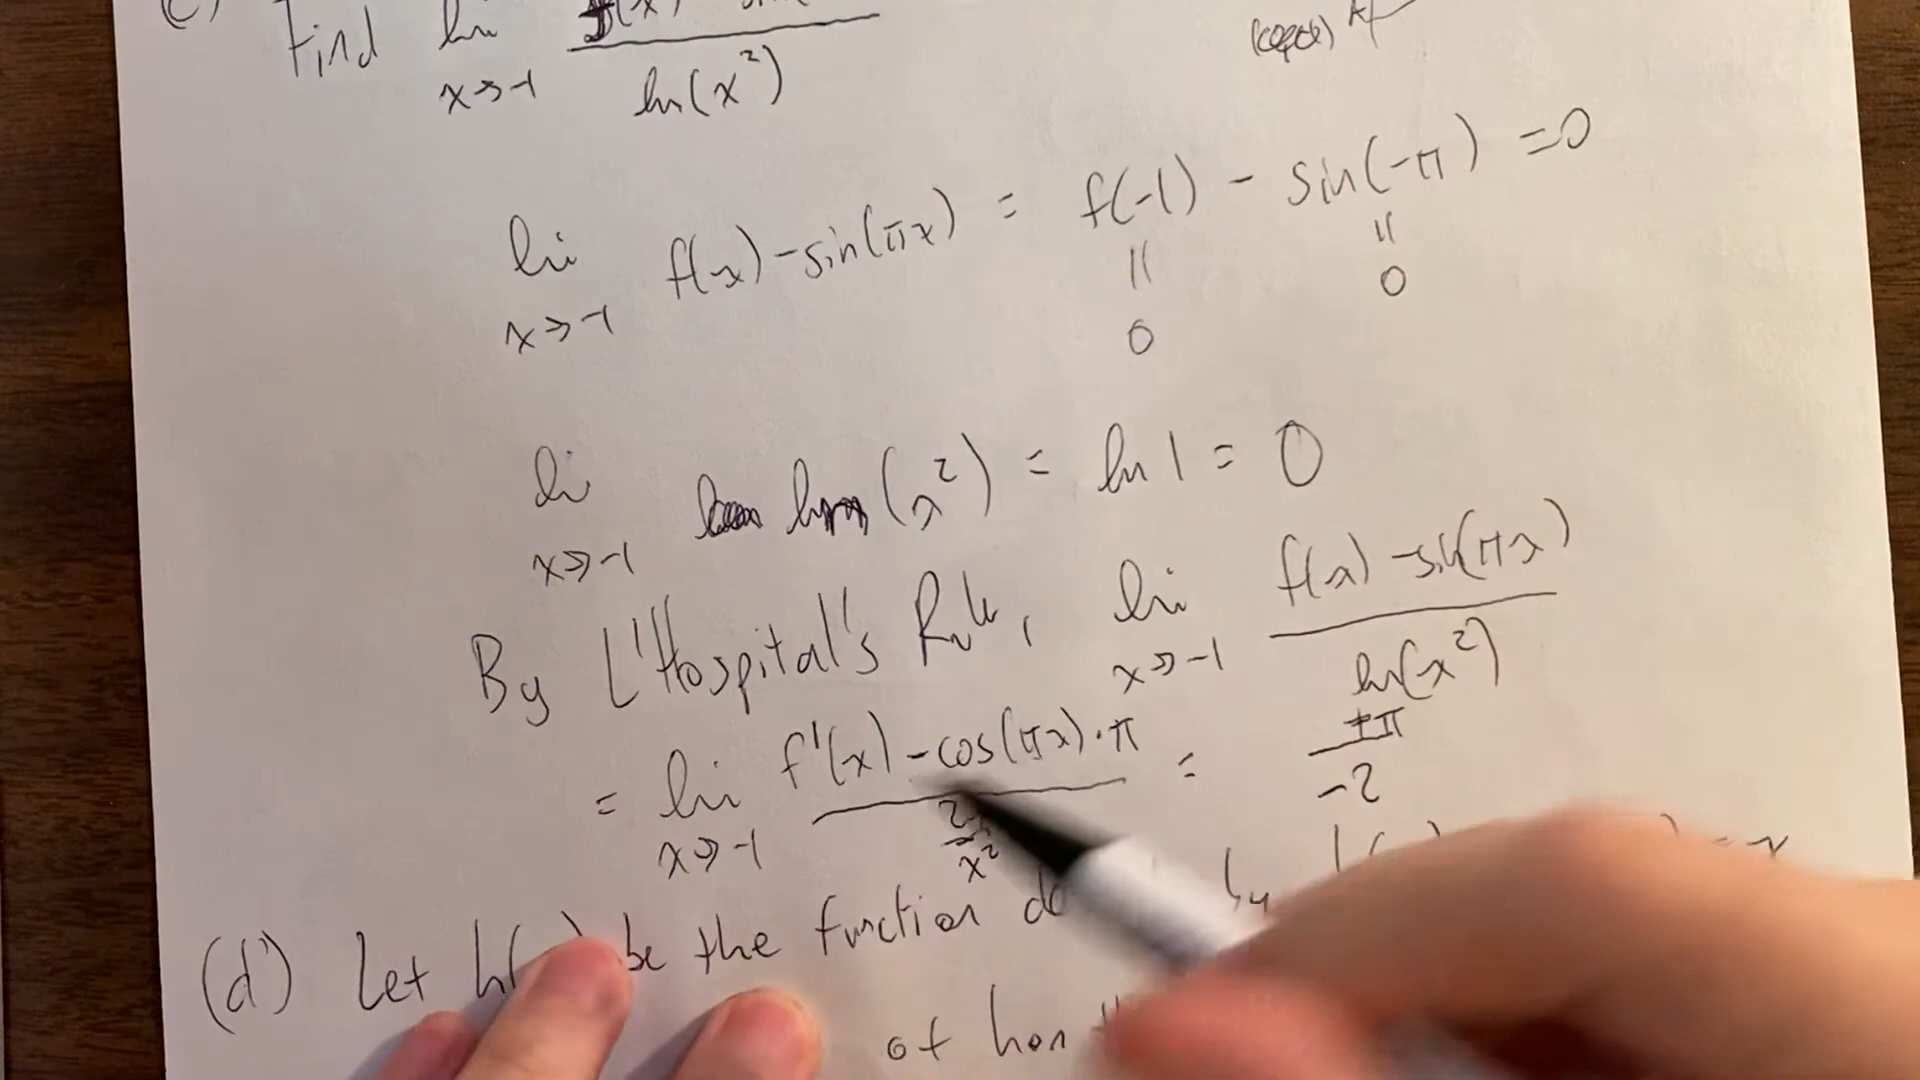 Find lim f(x)
x→-1 ln(x²)
lim f(x) - sin(πx) = f(-1) - sin(-π) = 0
x→-1 || ||
0 0
lim ln(x²) = ln 1 = 0
x→-1
By L'Hospital's Rule, lim f(x) - sin(πx)
x→-1 ln(x²)
= lim f'(x) - cos(πx)·π = +π
x→-1 x² -2
(d) Let h( ) be the function
of h on